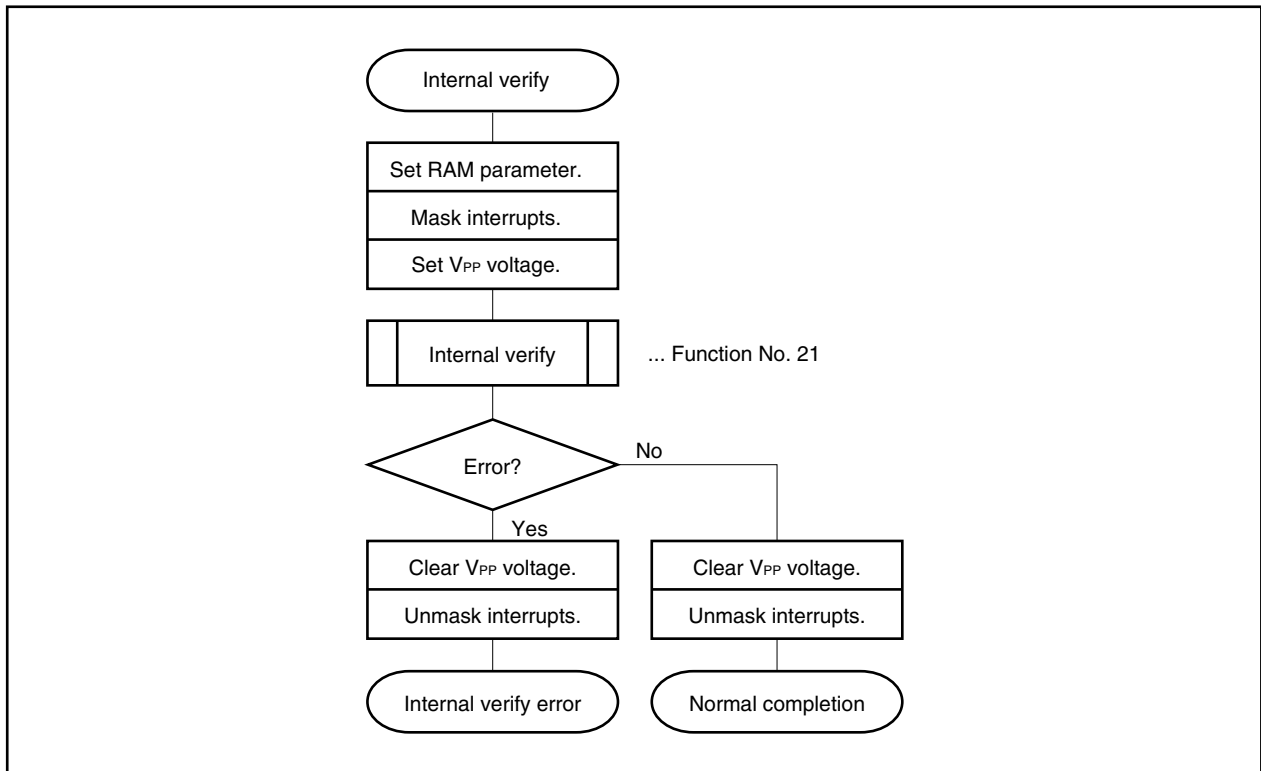 Internal verify
Set RAM parameter.
Mask interrupts.
Set VPP voltage.
Internal verify
... Function No. 21
Error?
No
Yes
Clear VPP voltage.
Clear VPP voltage.
Unmask interrupts.
Unmask interrupts.
Internal verify error
Normal completion